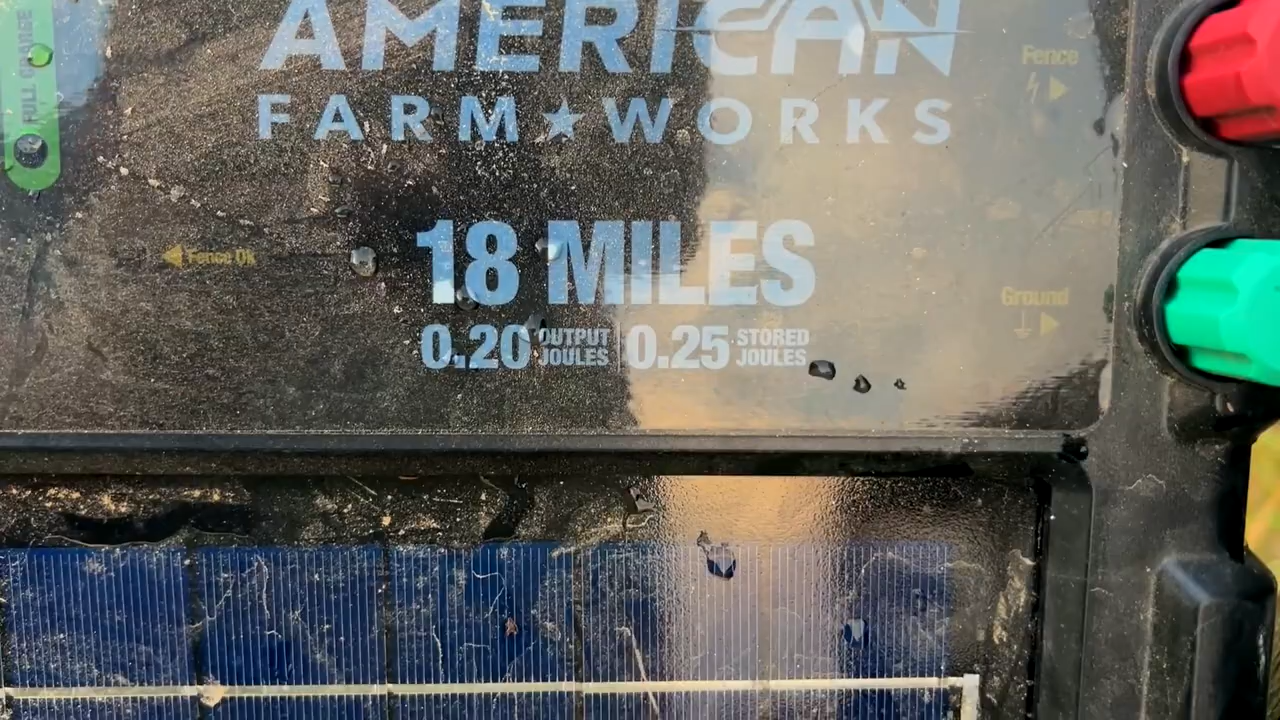 AMERICAN
FARM★WORKS
FULL CHARGE
Fence
Fence Ok
18 MILES
Ground
0.20 OUTPUT JOULES | 0.25 STORED JOULES